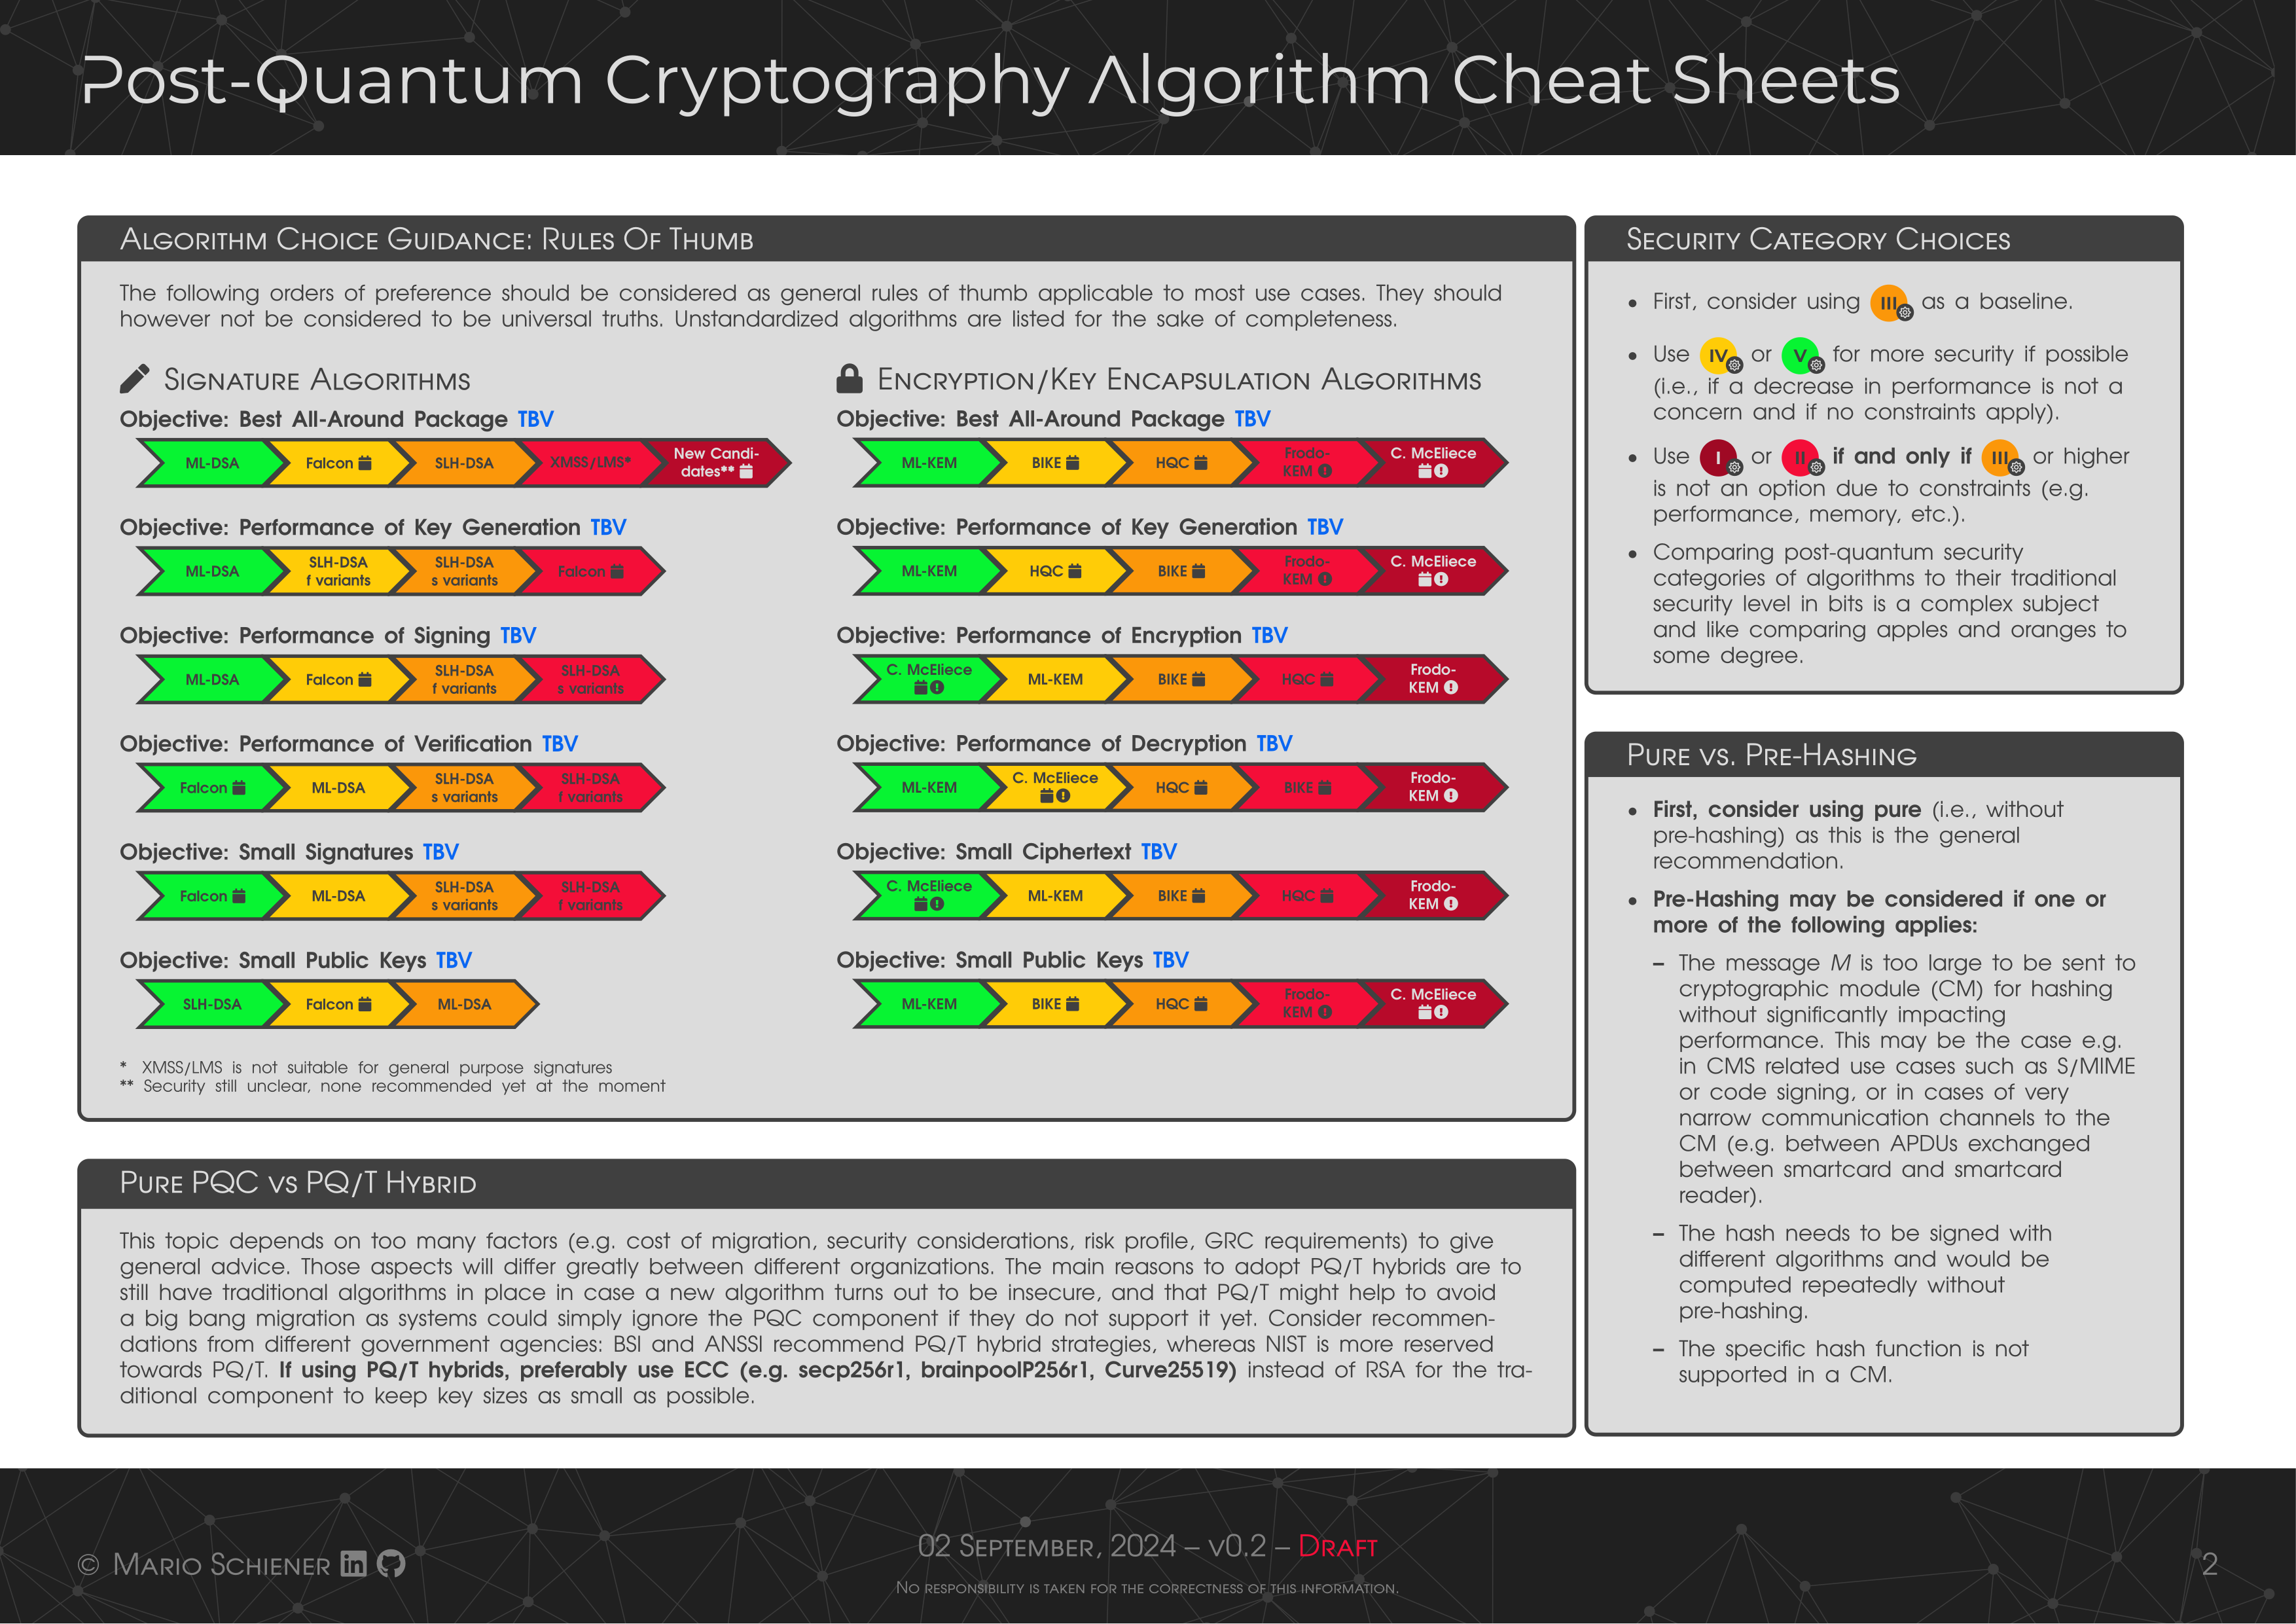 Post-Quantum Cryptography Algorithm Cheat Sheets
Algorithm Choice Guidance: Rules Of Thumb
The following orders of preference should be considered as general rules of thumb applicable to most use cases. They should
however not be considered to be universal truths. Unstandardized algorithms are listed for the sake of completeness.
Signature Algorithms
Objective: Best All-Around Package TBV
ML-DSA
Falcon
SLH-DSA
XMSS/LMS*
New Candi-
dates**
Objective: Performance of Key Generation TBV
ML-DSA
SLH-DSA
f variants
SLH-DSA
s variants
Falcon
Objective: Performance of Signing TBV
ML-DSA
Falcon
SLH-DSA
f variants
SLH-DSA
s variants
Objective: Performance of Verification TBV
Falcon
ML-DSA
SLH-DSA
s variants
SLH-DSA
f variants
Objective: Small Signatures TBV
Falcon
ML-DSA
SLH-DSA
s variants
SLH-DSA
f variants
Objective: Small Public Keys TBV
SLH-DSA
Falcon
ML-DSA
* XMSS/LMS is not suitable for general purpose signatures
** Security still unclear, none recommended yet at the moment
Encryption/Key Encapsulation Algorithms
Objective: Best All-Around Package TBV
ML-KEM
BIKE
HQC
Frodo-
KEM
C. McEliece
Objective: Performance of Key Generation TBV
ML-KEM
HQC
BIKE
Frodo-
KEM
C. McEliece
Objective: Performance of Encryption TBV
C. McEliece
ML-KEM
BIKE
HQC
Frodo-
KEM
Objective: Performance of Decryption TBV
ML-KEM
C. McEliece
HQC
BIKE
Frodo-
KEM
Objective: Small Ciphertext TBV
C. McEliece
ML-KEM
BIKE
HQC
Frodo-
KEM
Objective: Small Public Keys TBV
ML-KEM
BIKE
HQC
Frodo-
KEM
C. McEliece
Pure PQC vs PQ/T Hybrid
This topic depends on too many factors (e.g. cost of migration, security considerations, risk profile, GRC requirements) to give
general advice. Those aspects will differ greatly between different organizations. The main reasons to adopt PQ/T hybrids are to
still have traditional algorithms in place in case a new algorithm turns out to be insecure, and that PQ/T might help to avoid
a big bang migration as systems could simply ignore the PQC component if they do not support it yet. Consider recommen-
dations from different government agencies: BSI and ANSSI recommend PQ/T hybrid strategies, whereas NIST is more reserved
towards PQ/T. If using PQ/T hybrids, preferably use ECC (e.g. secp256r1, brainpoolP256r1, Curve25519) instead of RSA for the tra-
ditional component to keep key sizes as small as possible.
Security Category Choices
• First, consider using III as a baseline.
• Use IV or V for more security if possible
(i.e., if a decrease in performance is not a
concern and if no constraints apply).
• Use I or II if and only if III or higher
is not an option due to constraints (e.g.
performance, memory, etc.).
• Comparing post-quantum security
categories of algorithms to their traditional
security level in bits is a complex subject
and like comparing apples and oranges to
some degree.
Pure vs. Pre-Hashing
• First, consider using pure (i.e., without
pre-hashing) as this is the general
recommendation.
• Pre-Hashing may be considered if one or
more of the following applies:
– The message M is too large to be sent to
cryptographic module (CM) for hashing
without significantly impacting
performance. This may be the case e.g.
in CMS related use cases such as S/MIME
or code signing, or in cases of very
narrow communication channels to the
CM (e.g. between APDUs exchanged
between smartcard and smartcard
reader).
– The hash needs to be signed with
different algorithms and would be
computed repeatedly without
pre-hashing.
– The specific hash function is not
supported in a CM.
© Mario Schiener in
02 September, 2024 – v0.2 – Draft
No responsibility is taken for the correctness of this information.
2